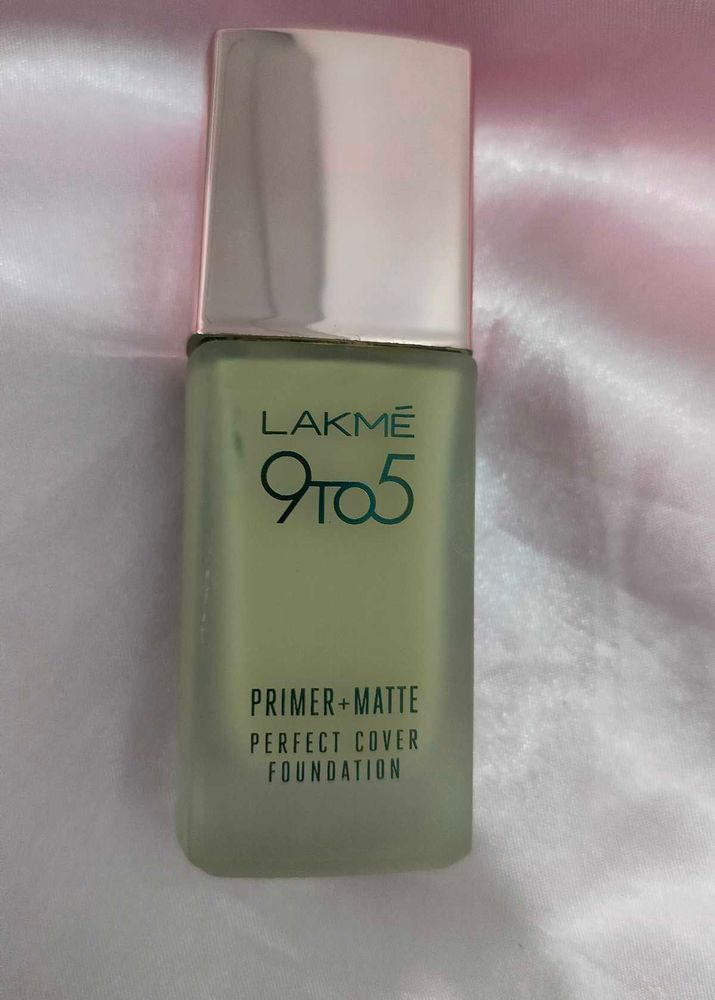 LAKMÉ
9TO5
PRIMER+MATTE
PERFECT COVER
FOUNDATION